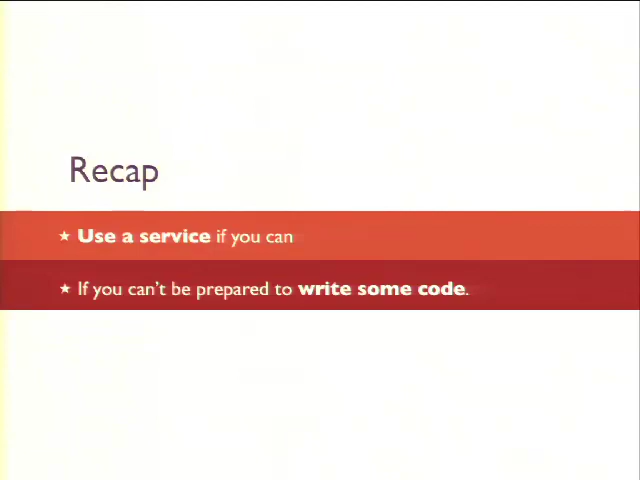 Recap
★ Use a service if you can
★ If you can't be prepared to write some code.